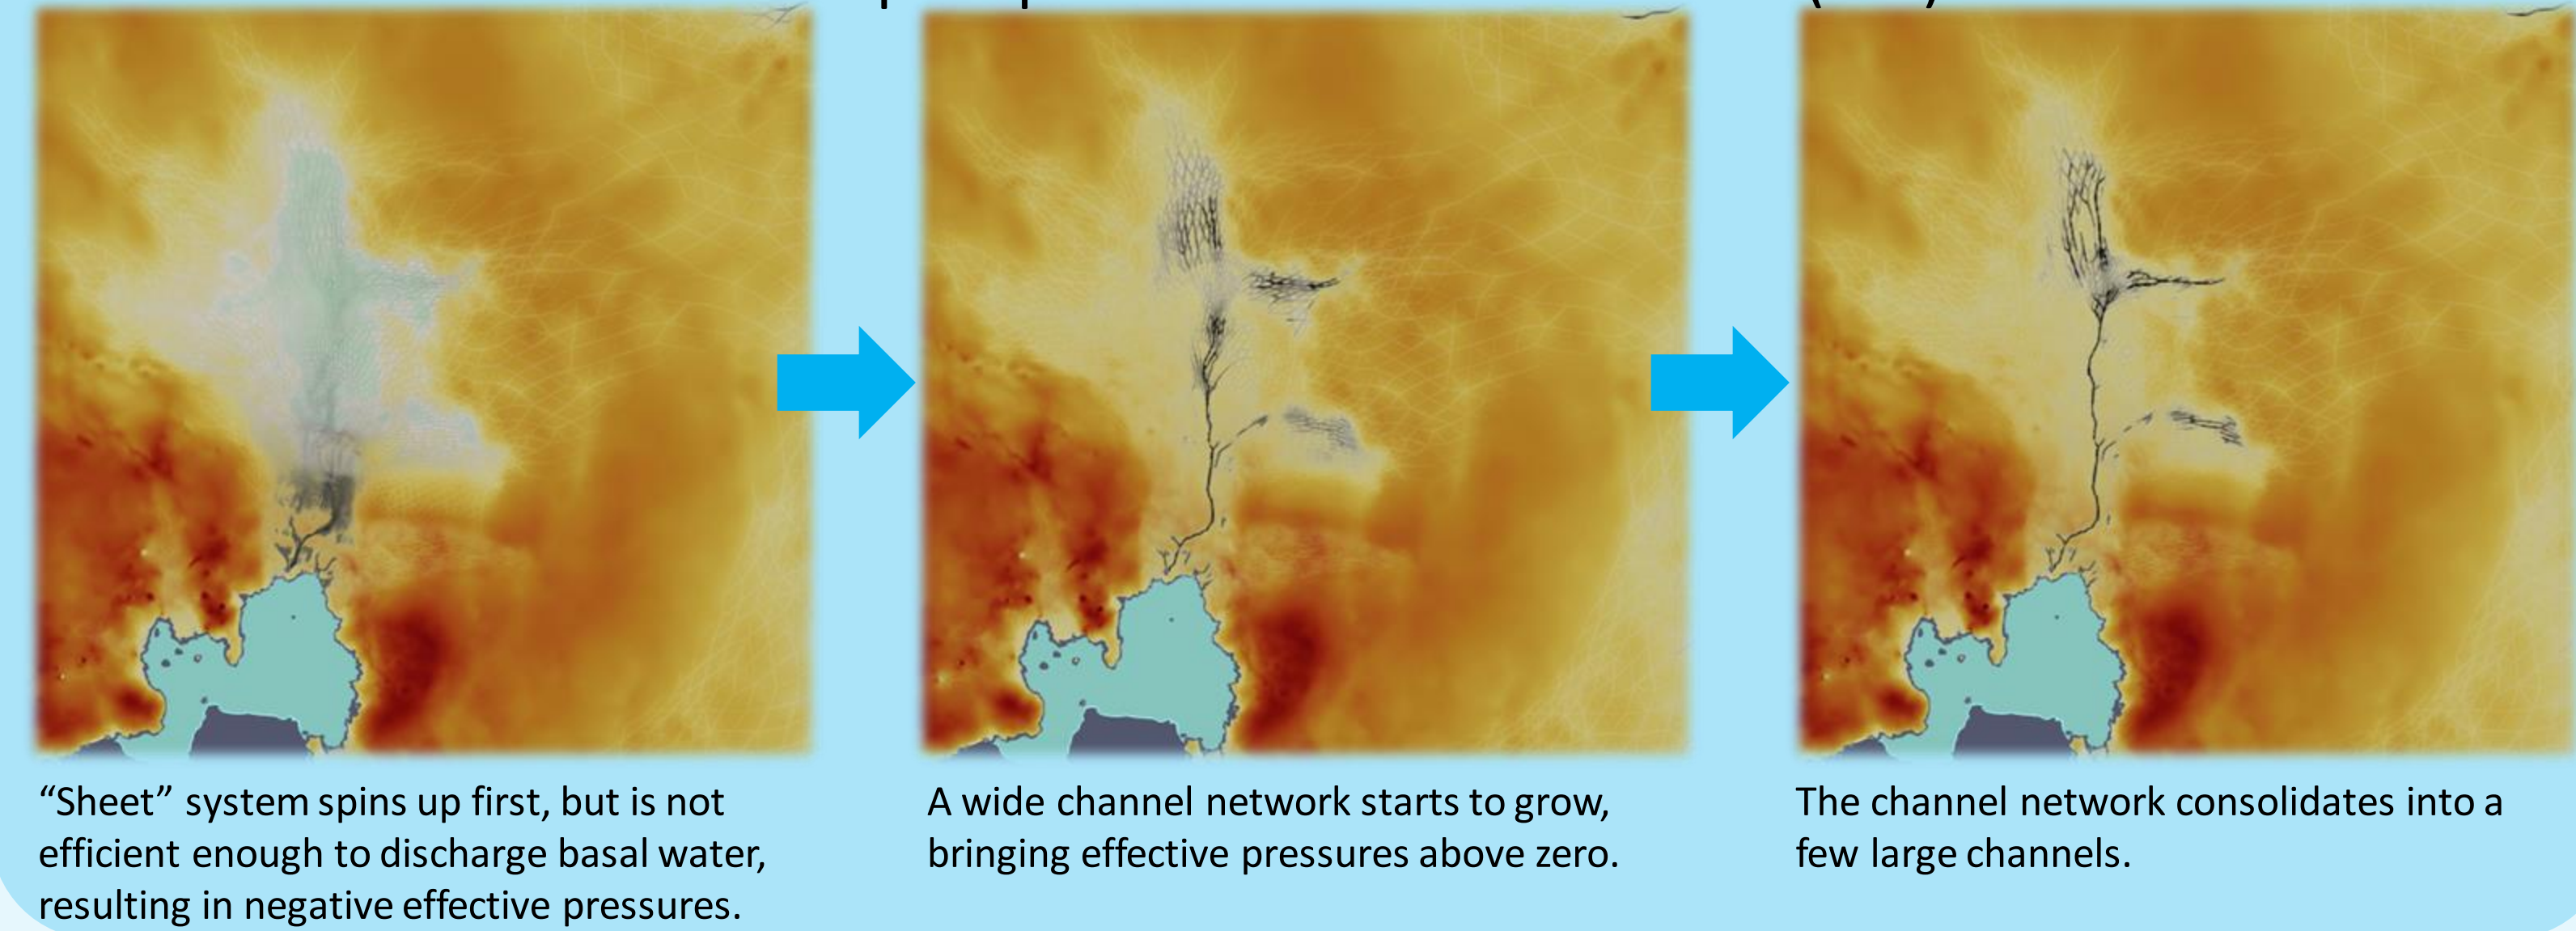 “Sheet” system spins up first, but is not
efficient enough to discharge basal water,
resulting in negative effective pressures.
A wide channel network starts to grow,
bringing effective pressures above zero.
The channel network consolidates into a
few large channels.